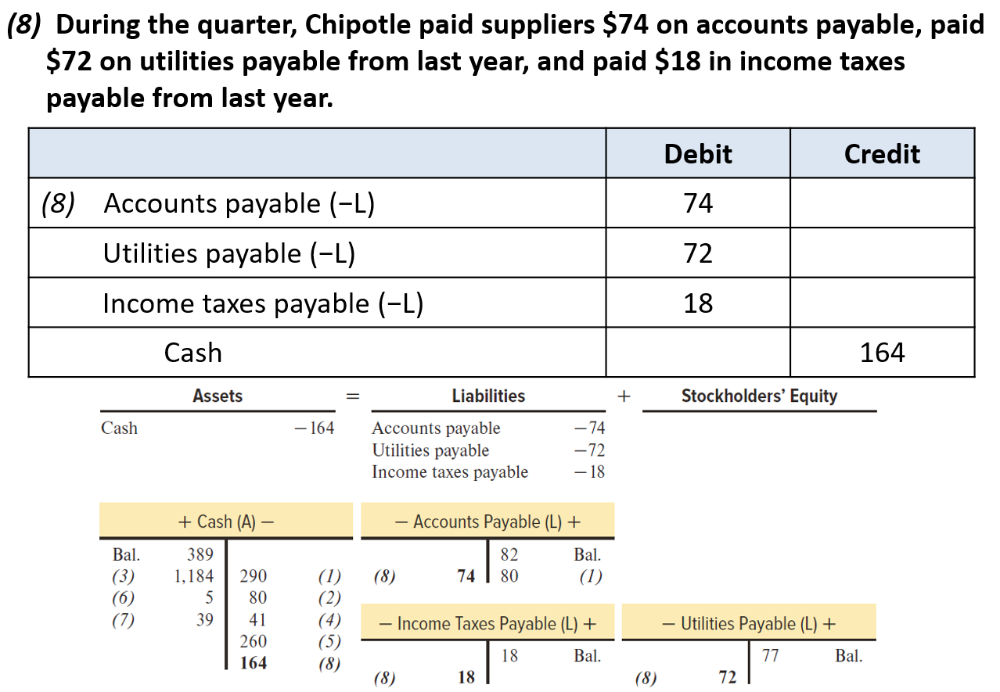 (8) During the quarter, Chipotle paid suppliers $74 on accounts payable, paid
$72 on utilities payable from last year, and paid $18 in income taxes
payable from last year.
Debit Credit
(8) Accounts payable (−L) 74
Utilities payable (−L) 72
Income taxes payable (−L) 18
Cash 164
Assets = Liabilities + Stockholders’ Equity
Cash −164 Accounts payable −74
Utilities payable −72
Income taxes payable −18
+ Cash (A) −
Bal. 389
(3) 1,184 290 (1)
(6) 5 80 (2)
(7) 39 41 (4)
260 (5)
164 (8)
− Accounts Payable (L) +
82 Bal.
(8) 74 80 (1)
− Income Taxes Payable (L) +
18 Bal.
(8) 18
− Utilities Payable (L) +
77 Bal.
(8) 72